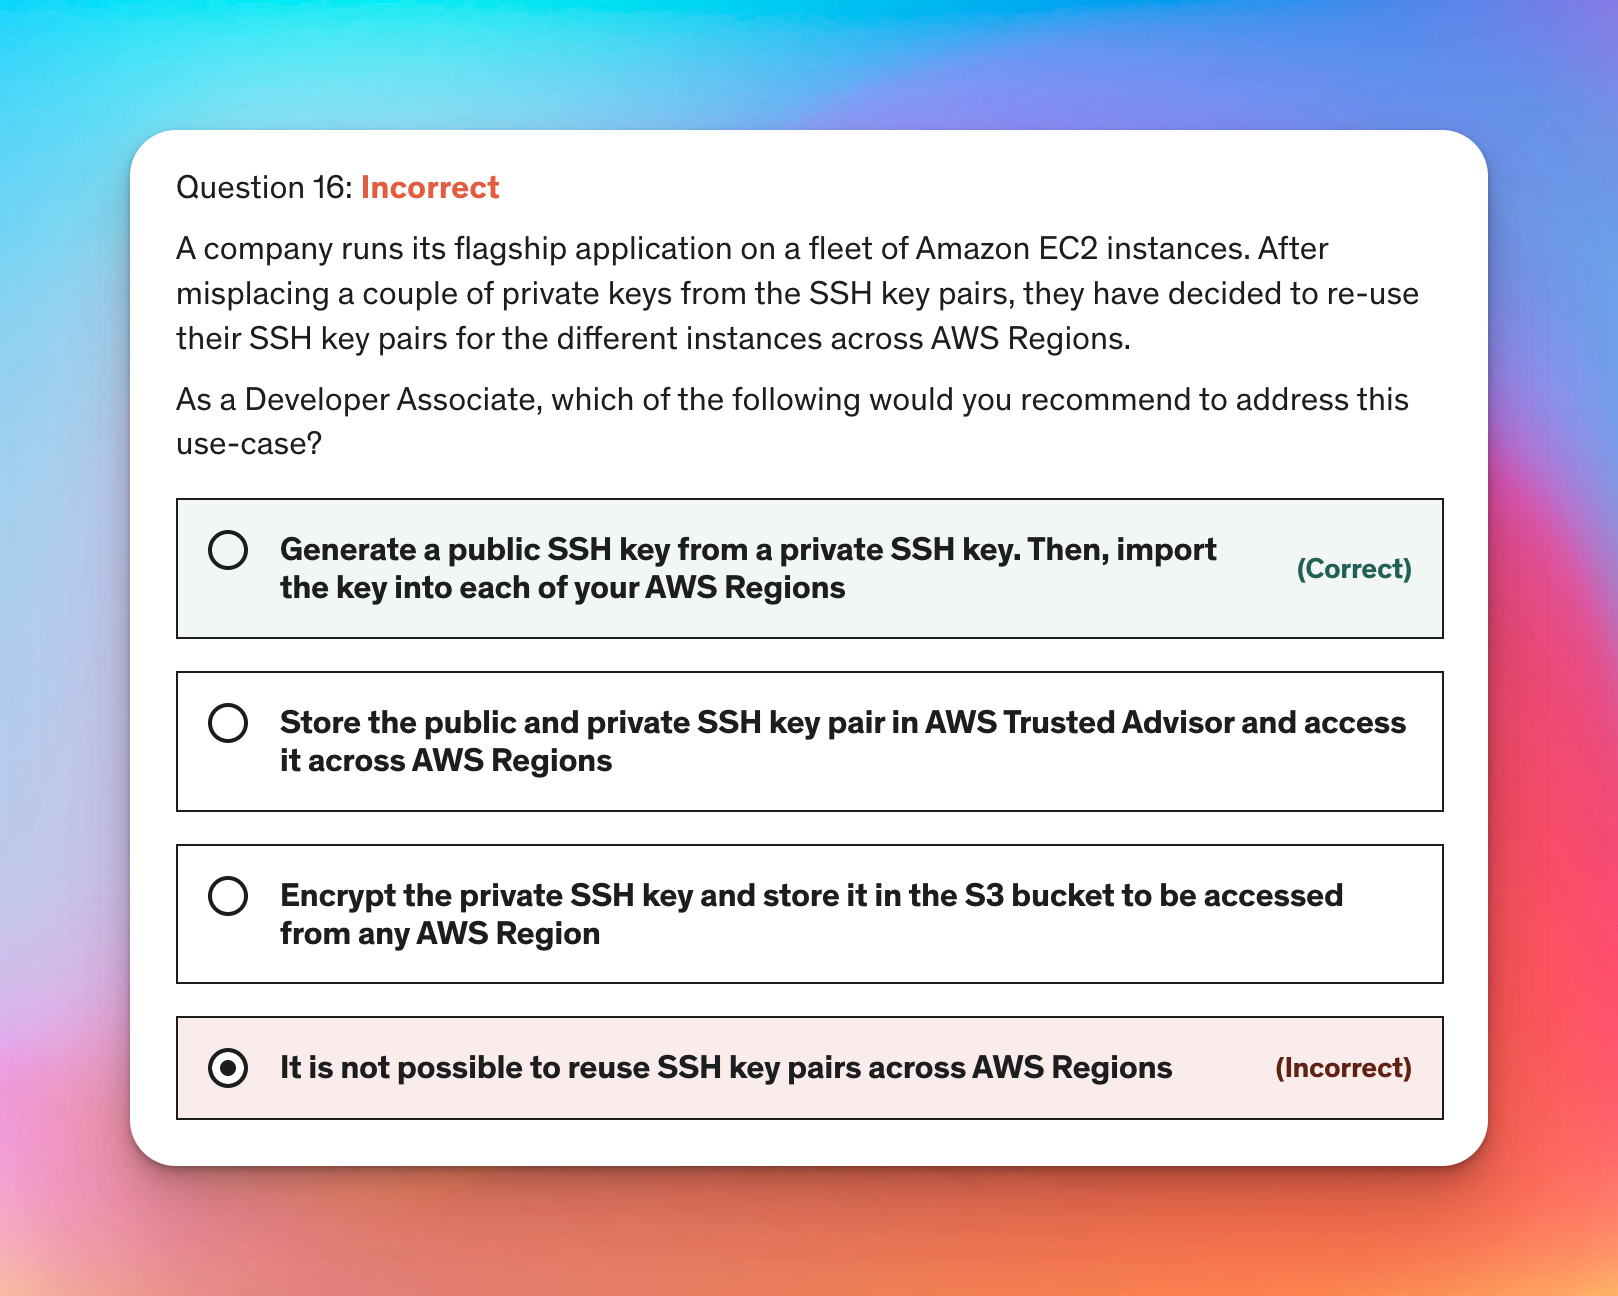 Question 16: Incorrect
A company runs its flagship application on a fleet of Amazon EC2 instances. After
misplacing a couple of private keys from the SSH key pairs, they have decided to re-use
their SSH key pairs for the different instances across AWS Regions.
As a Developer Associate, which of the following would you recommend to address this
use-case?
Generate a public SSH key from a private SSH key. Then, import
the key into each of your AWS Regions
(Correct)
Store the public and private SSH key pair in AWS Trusted Advisor and access
it across AWS Regions
Encrypt the private SSH key and store it in the S3 bucket to be accessed
from any AWS Region
It is not possible to reuse SSH key pairs across AWS Regions
(Incorrect)